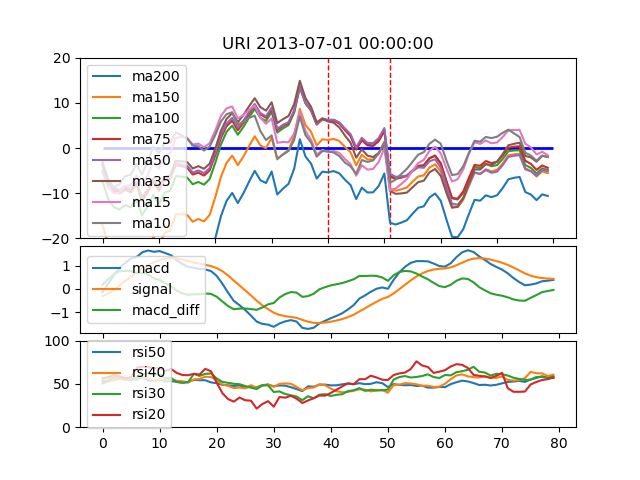 URI 2013-07-01 00:00:00
20
10
0
−10
−20
ma200
ma150
ma100
ma75
ma50
ma35
ma15
ma10
1
0
−1
macd
signal
macd_diff
100
50
0
rsi50
rsi40
rsi30
rsi20
0 10 20 30 40 50 60 70 80